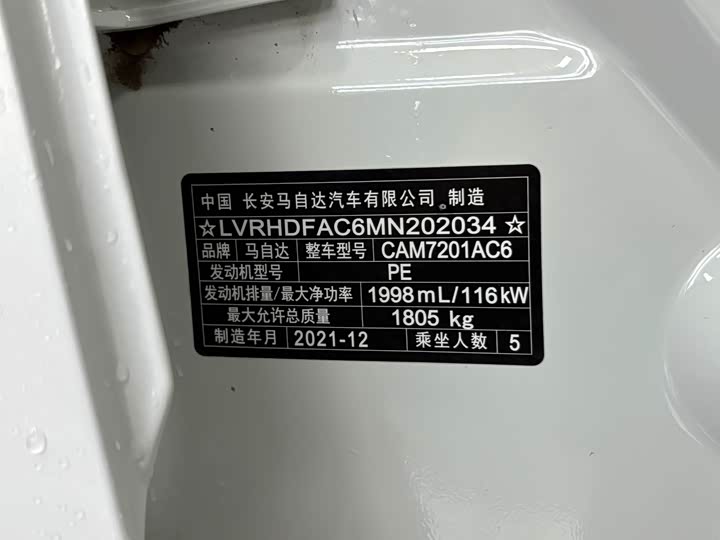 中国 长安马自达汽车有限公司 制造
☆LVRHDFAC6MN202034☆
品牌 马自达 整车型号 CAM7201AC6
发动机型号 PE
发动机排量/最大净功率 1998mL/116kW
最大允许总质量 1805 kg
制造年月 2021-12 乘坐人数 5